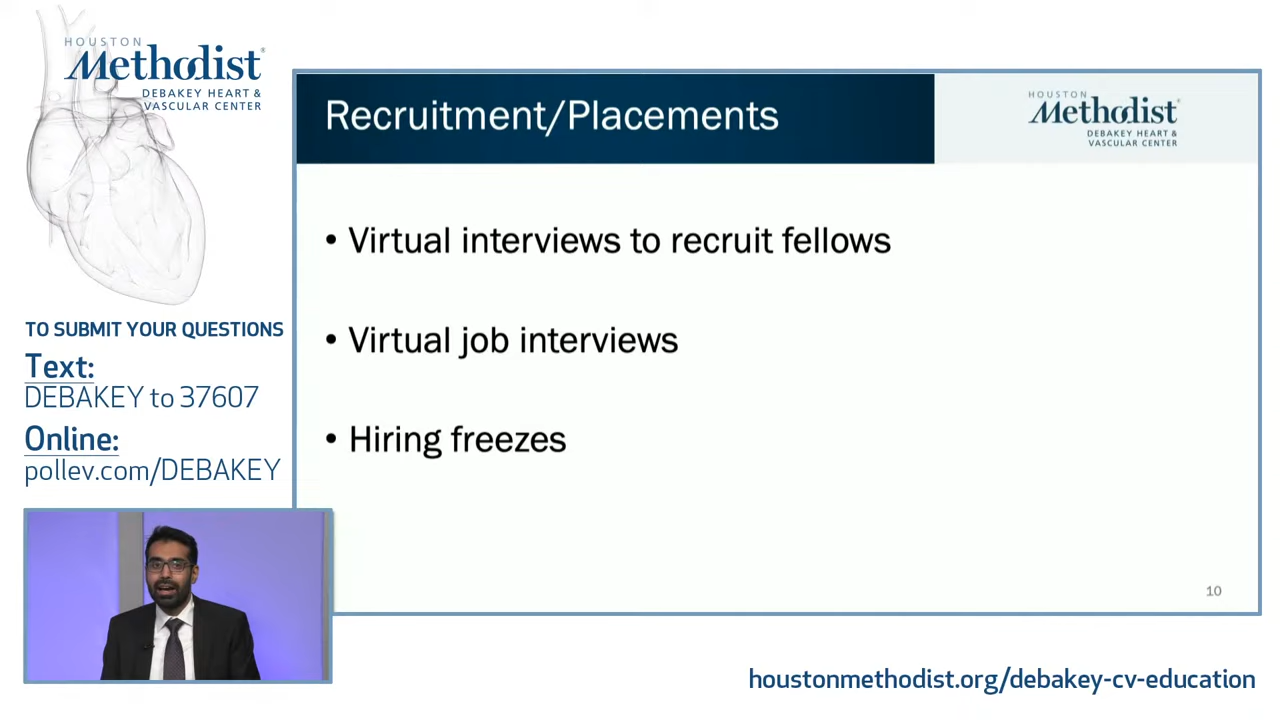 HOUSTON
Methodist
DEBAKEY HEART &
VASCULAR CENTER
TO SUBMIT YOUR QUESTIONS
Text:
DEBAKEY to 37607
Online:
pollev.com/DEBAKEY
Recruitment/Placements
HOUSTON
Methodist
DEBAKEY HEART &
VASCULAR CENTER
• Virtual interviews to recruit fellows
• Virtual job interviews
• Hiring freezes
10
houstonmethodist.org/debakey-cv-education